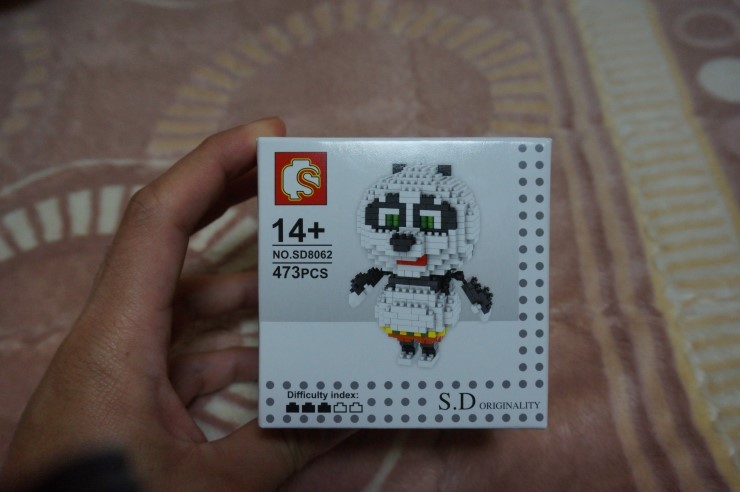 14+
NO.SD8062
473PCS
Difficulty index:
S.D ORIGINALITY